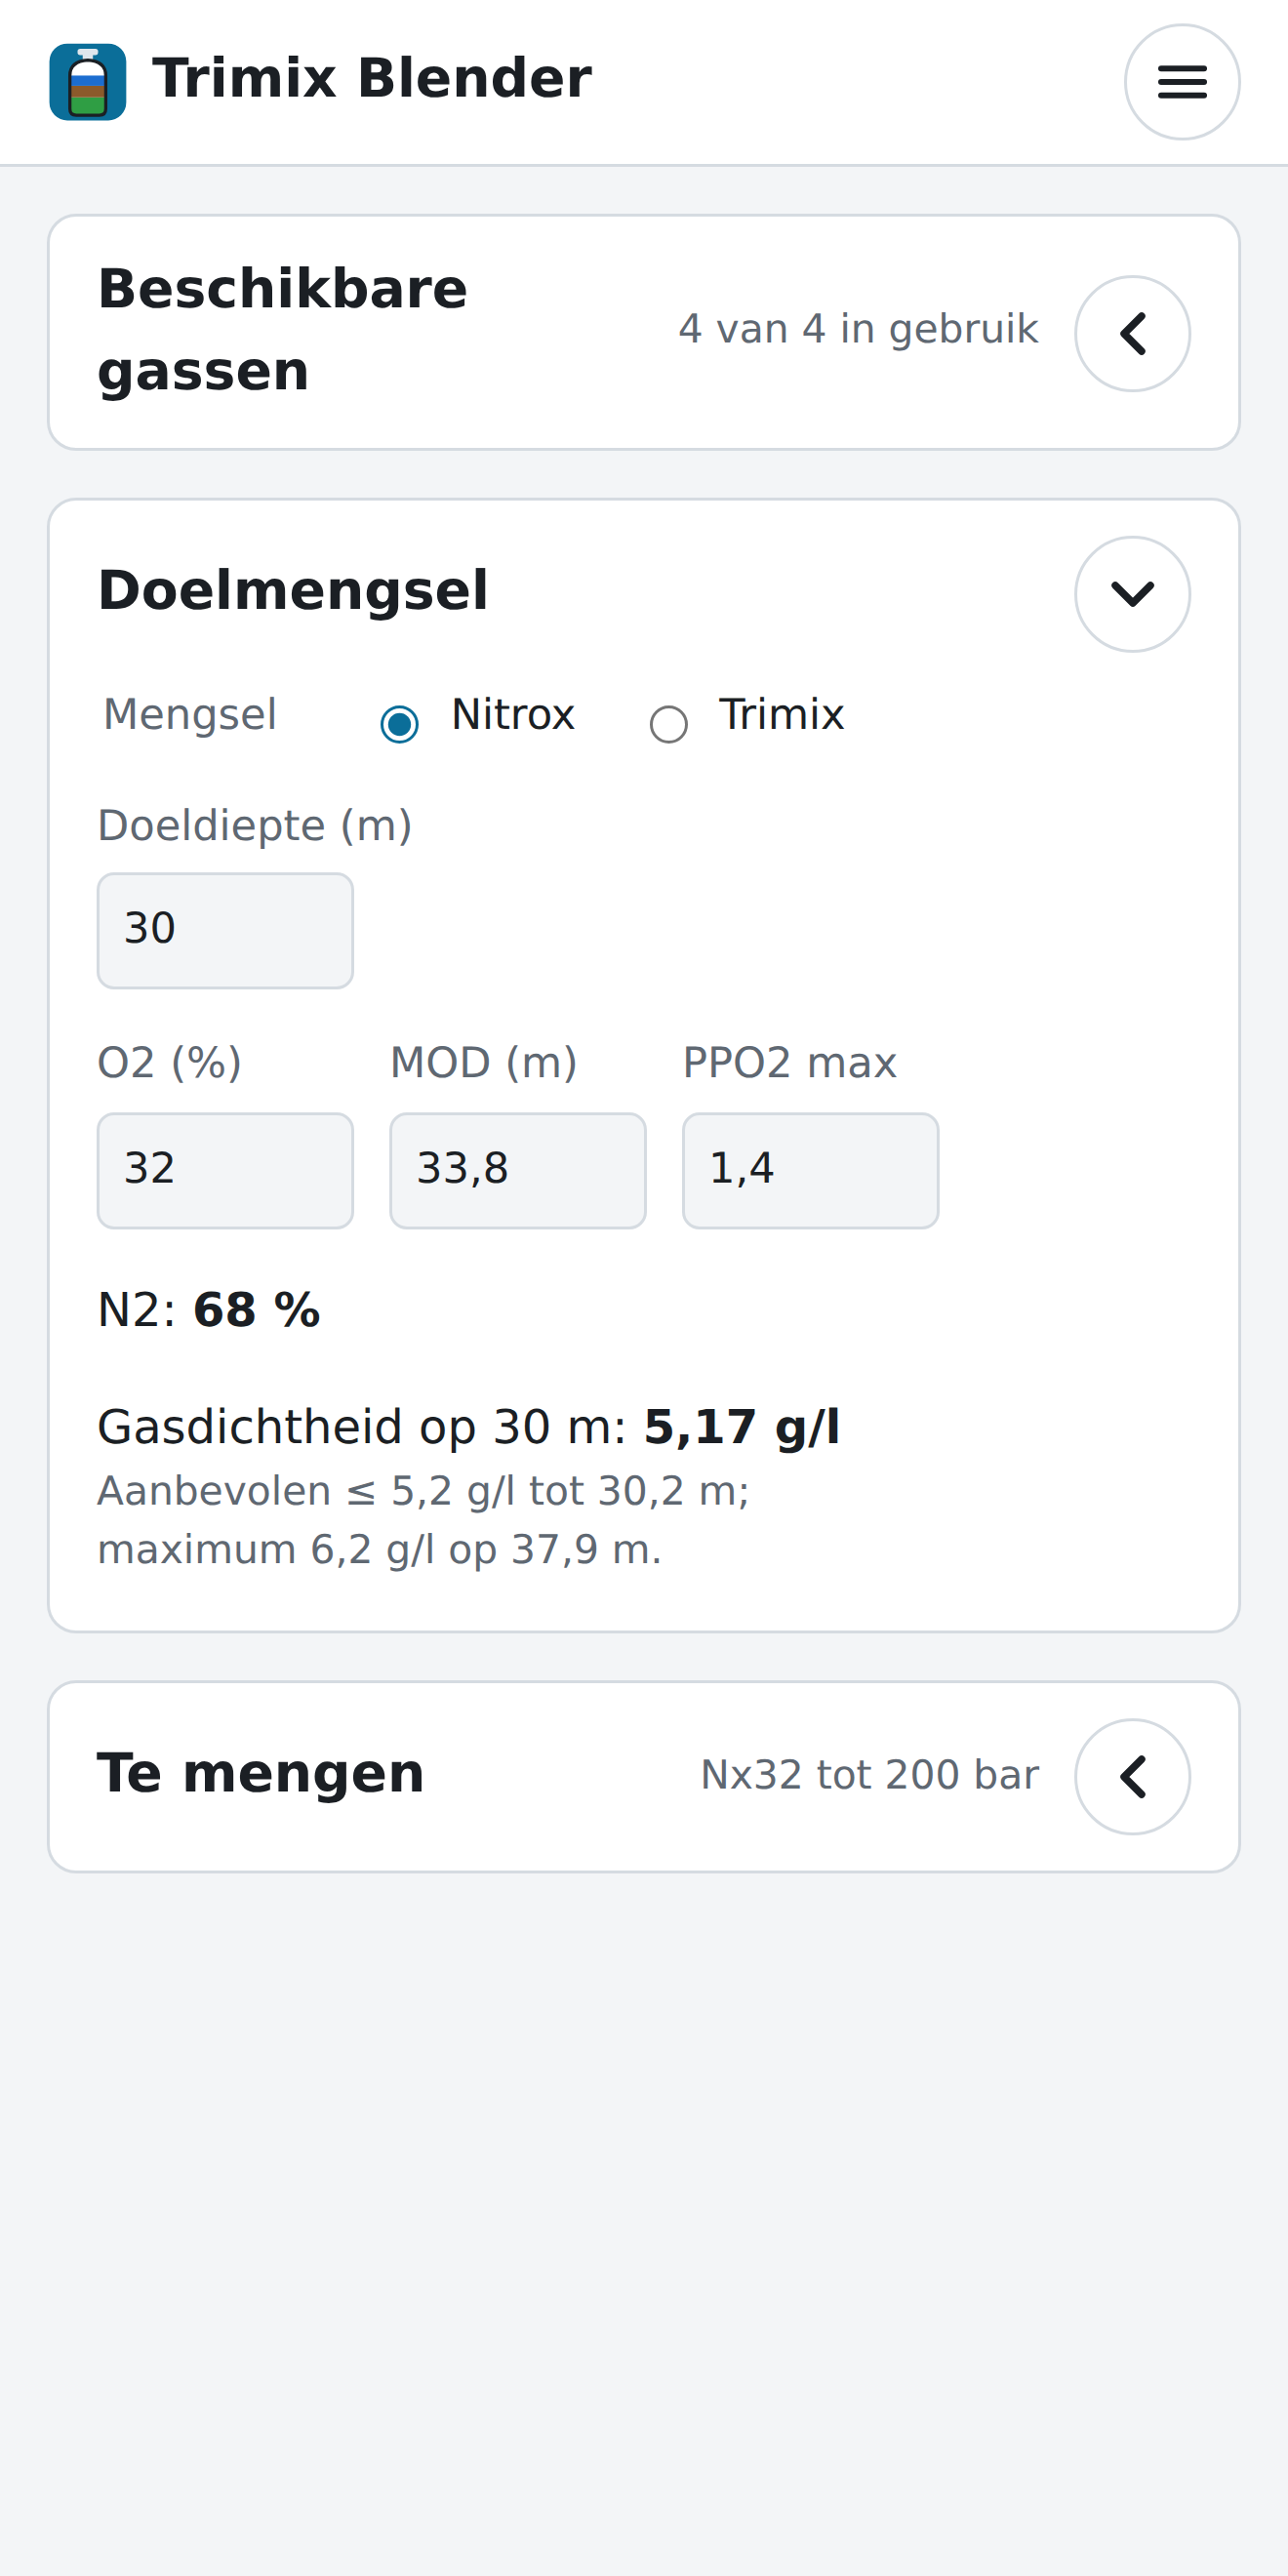 Trimix Blender
Beschikbare
gassen
4 van 4 in gebruik
Doelmengsel
Mengsel Nitrox Trimix
Doeldiepte (m)
30
O2 (%) MOD (m) PPO2 max
32 33,8 1,4
N2: 68 %
Gasdichtheid op 30 m: 5,17 g/l
Aanbevolen ≤ 5,2 g/l tot 30,2 m;
maximum 6,2 g/l op 37,9 m.
Te mengen
Nx32 tot 200 bar